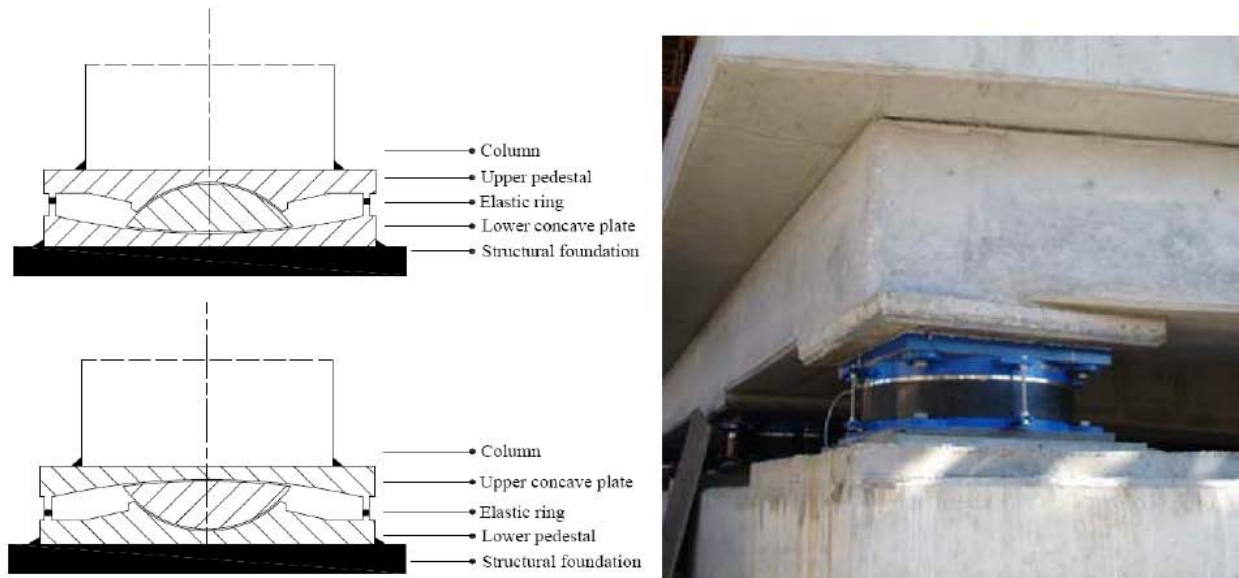 Column
Upper pedestal
Elastic ring
Lower concave plate
Structural foundation
Column
Upper concave plate
Elastic ring
Lower pedestal
Structural foundation